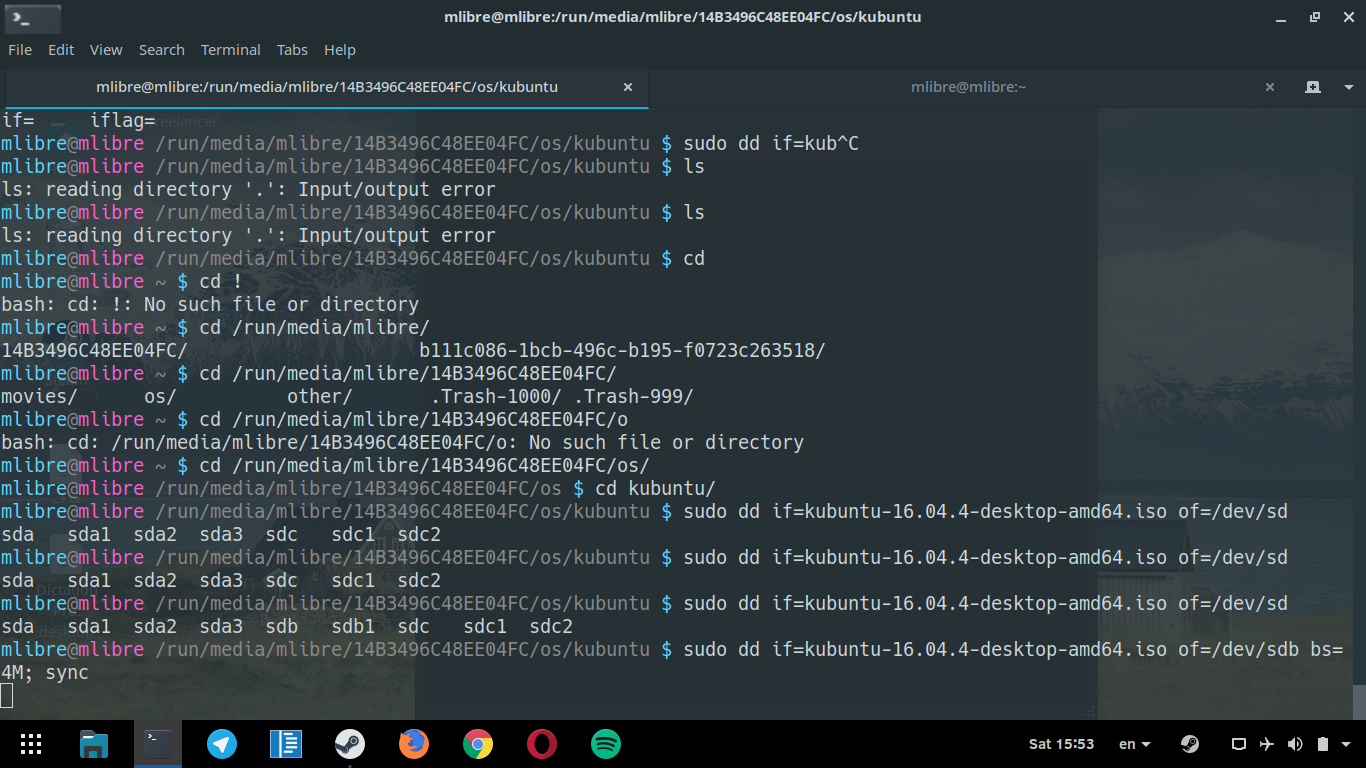 mlibre@mlibre:/run/media/mlibre/14B3496C48EE04FC/os/kubuntu
File Edit View Search Terminal Tabs Help
mlibre@mlibre:/run/media/mlibre/14B3496C48EE04FC/os/kubuntu mlibre@mlibre:~
if= iflag=
mlibre@mlibre /run/media/mlibre/14B3496C48EE04FC/os/kubuntu $ sudo dd if=kub^C
mlibre@mlibre /run/media/mlibre/14B3496C48EE04FC/os/kubuntu $ ls
ls: reading directory '.': Input/output error
mlibre@mlibre /run/media/mlibre/14B3496C48EE04FC/os/kubuntu $ ls
ls: reading directory '.': Input/output error
mlibre@mlibre /run/media/mlibre/14B3496C48EE04FC/os/kubuntu $ cd
mlibre@mlibre ~ $ cd !
bash: cd: !: No such file or directory
mlibre@mlibre ~ $ cd /run/media/mlibre/
14B3496C48EE04FC/ b111c086-1bcb-496c-b195-f0723c263518/
mlibre@mlibre ~ $ cd /run/media/mlibre/14B3496C48EE04FC/
movies/ os/ other/ .Trash-1000/ .Trash-999/
mlibre@mlibre ~ $ cd /run/media/mlibre/14B3496C48EE04FC/o
bash: cd: /run/media/mlibre/14B3496C48EE04FC/o: No such file or directory
mlibre@mlibre ~ $ cd /run/media/mlibre/14B3496C48EE04FC/os/
mlibre@mlibre /run/media/mlibre/14B3496C48EE04FC/os $ cd kubuntu/
mlibre@mlibre /run/media/mlibre/14B3496C48EE04FC/os/kubuntu $ sudo dd if=kubuntu-16.04.4-desktop-amd64.iso of=/dev/sd
sda sda1 sda2 sda3 sdc sdc1 sdc2
mlibre@mlibre /run/media/mlibre/14B3496C48EE04FC/os/kubuntu $ sudo dd if=kubuntu-16.04.4-desktop-amd64.iso of=/dev/sd
sda sda1 sda2 sda3 sdc sdc1 sdc2
mlibre@mlibre /run/media/mlibre/14B3496C48EE04FC/os/kubuntu $ sudo dd if=kubuntu-16.04.4-desktop-amd64.iso of=/dev/sd
sda sda1 sda2 sda3 sdb sdb1 sdc sdc1 sdc2
mlibre@mlibre /run/media/mlibre/14B3496C48EE04FC/os/kubuntu $ sudo dd if=kubuntu-16.04.4-desktop-amd64.iso of=/dev/sdb bs=
4M; sync
Sat 15:53 en